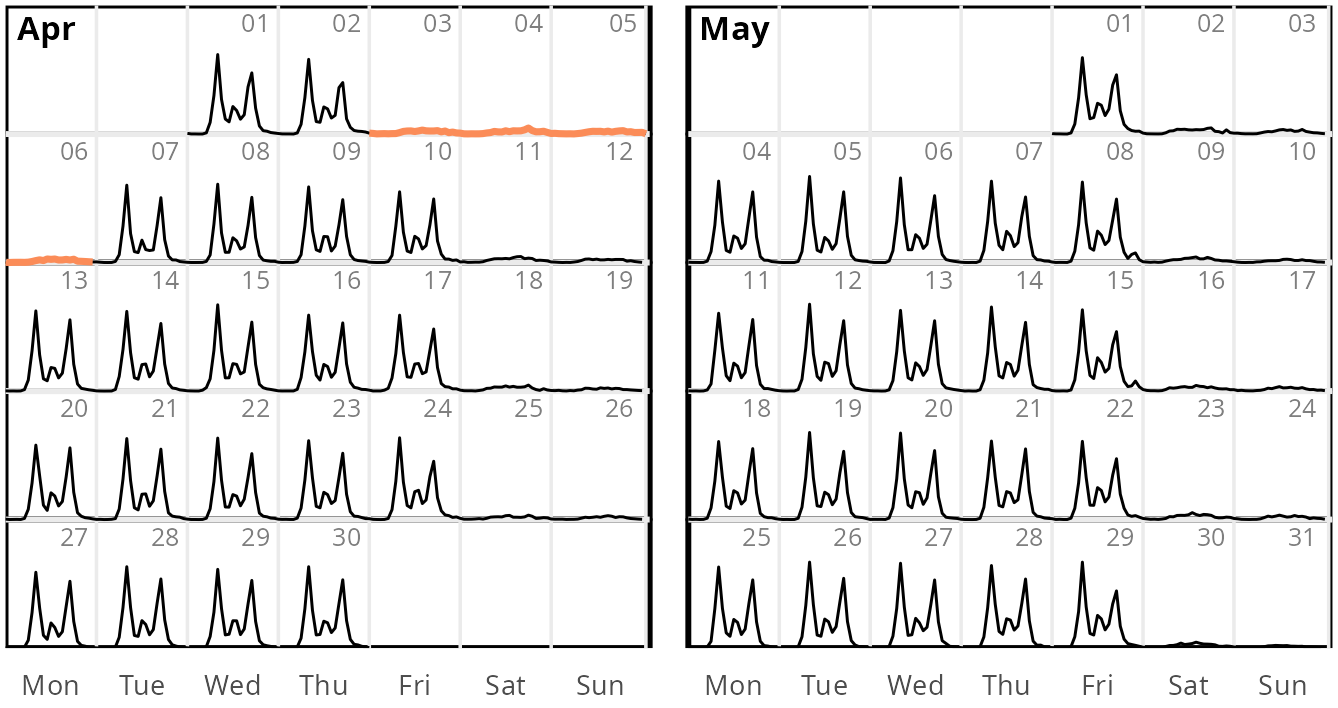 Apr
01 02 03 04 05
06 07 08 09 10 11 12
13 14 15 16 17 18 19
20 21 22 23 24 25 26
27 28 29 30
Mon Tue Wed Thu Fri Sat Sun
May
01 02 03
04 05 06 07 08 09 10
11 12 13 14 15 16 17
18 19 20 21 22 23 24
25 26 27 28 29 30 31
Mon Tue Wed Thu Fri Sat Sun